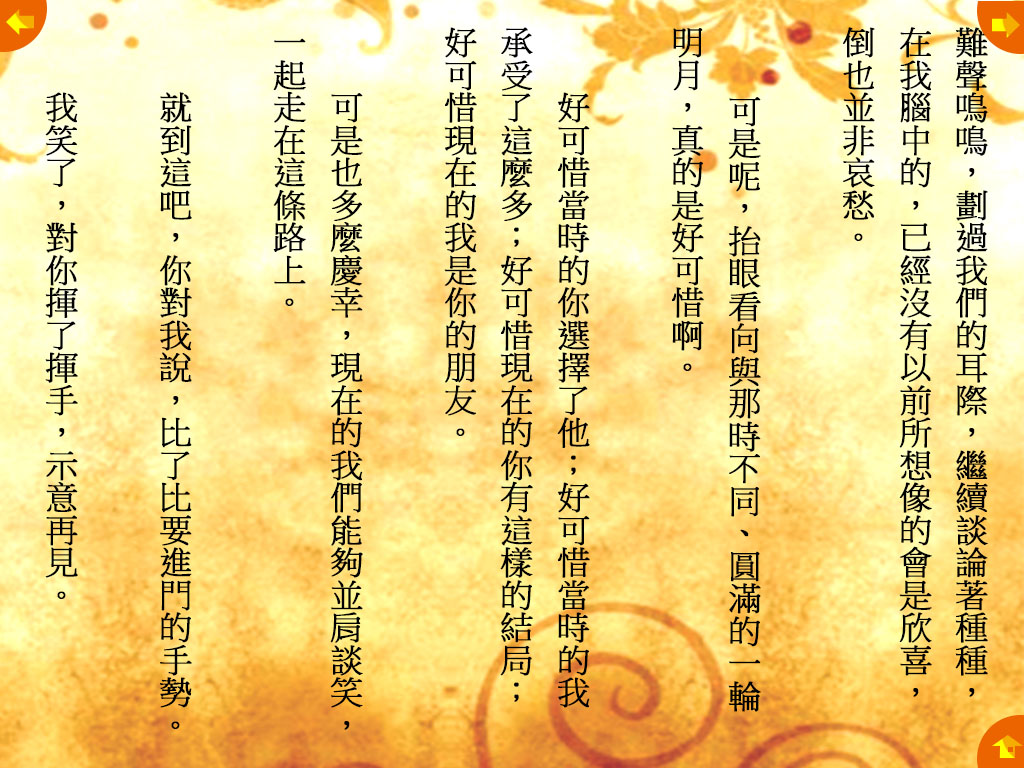 難聲鳴鳴，劃過我們的耳際，繼續談論著種種，
在我腦中的，已經沒有以前所想像的會是欣喜，
倒也並非哀愁。
可是呢，抬眼看向與那時不同、圓滿的一輪
明月，真的是好可惜啊。
好可惜當時的你選擇了他；好可惜當時的我
承受了這麼多；好可惜現在的你有這樣的結局；
好可惜現在的我是你的朋友。
可是也多麼慶幸，現在的我們能夠並肩談笑，
一起走在這條路上。
就到這吧，你對我說，比了比要進門的手勢。
我笑了，對你揮了揮手，示意再見。